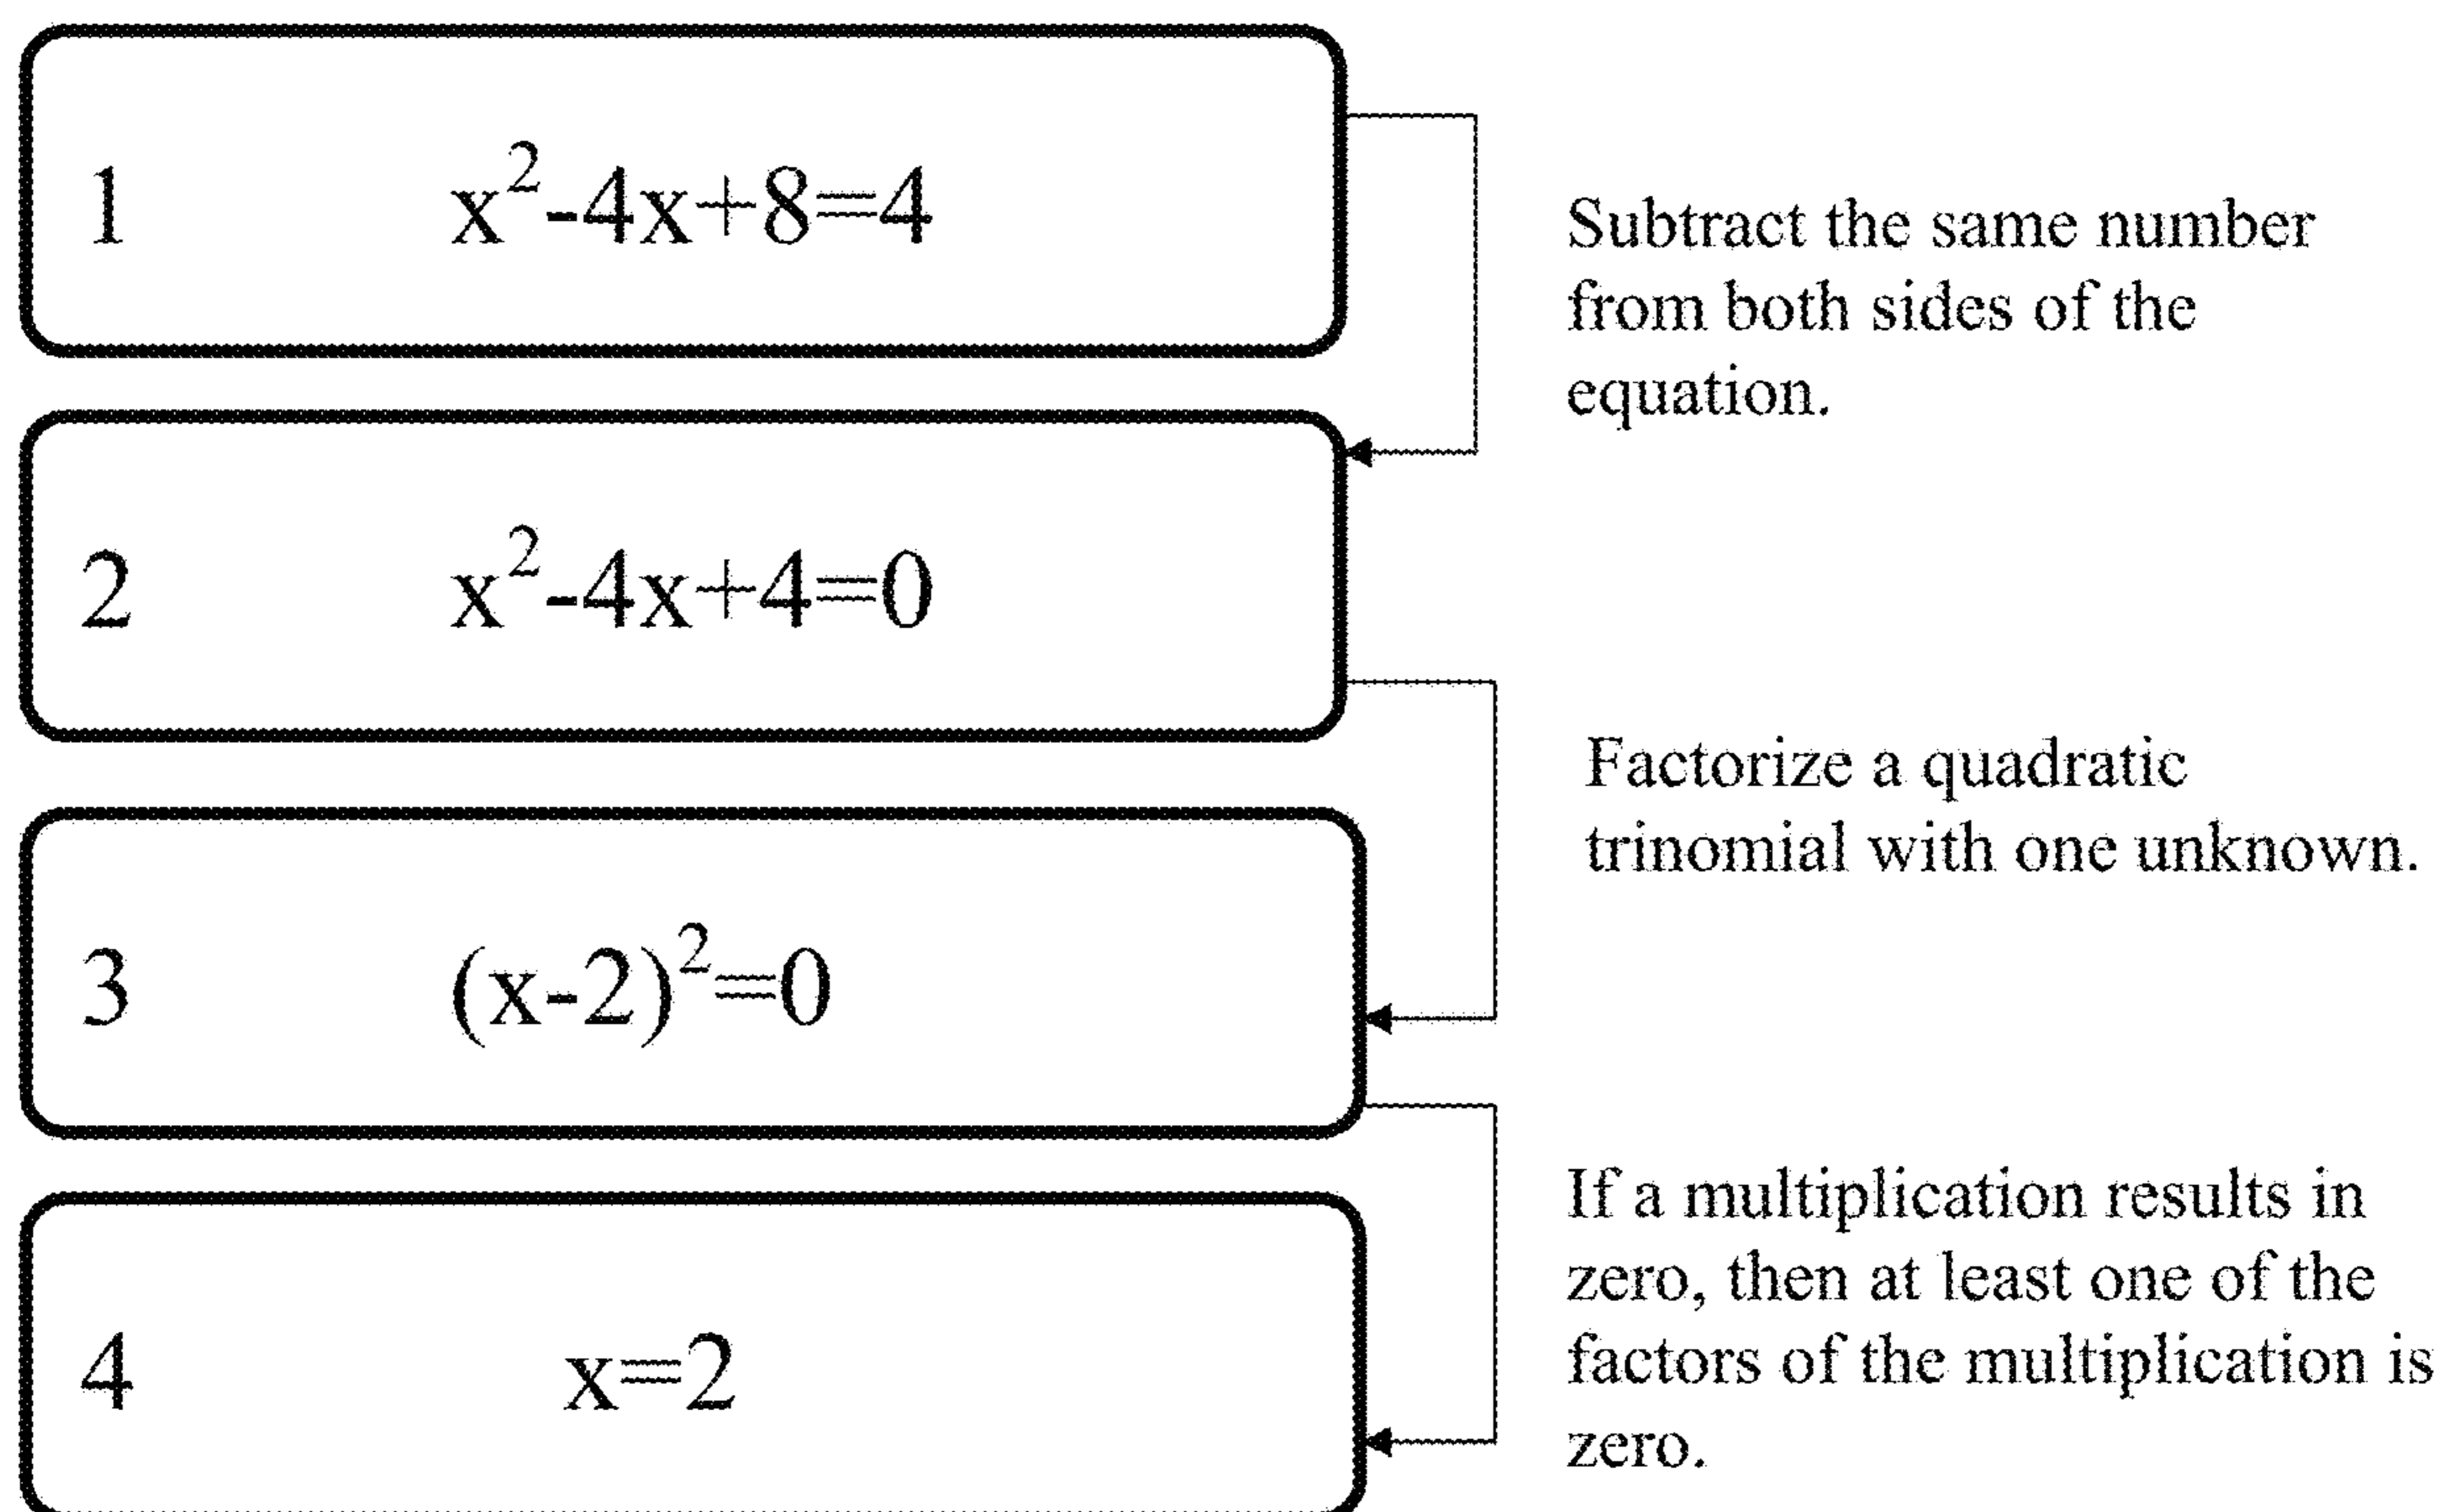 1 x²-4x+8=4
Subtract the same number
from both sides of the
equation.
2 x²-4x+4=0
Factorize a quadratic
trinomial with one unknown.
3 (x-2)²=0
If a multiplication results in
zero, then at least one of the
factors of the multiplication is
zero.
4 x=2